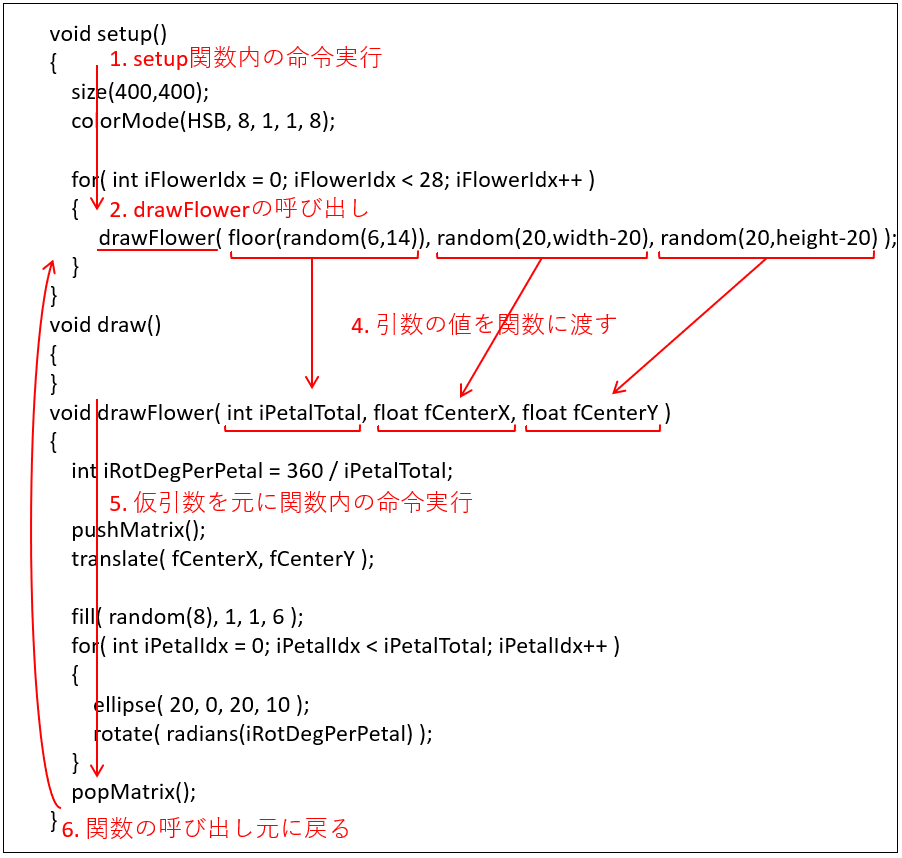 void setup()
{
1. setup関数内の命令実行
size(400,400);
colorMode(HSB, 8, 1, 1, 8);
for( int iFlowerIdx = 0; iFlowerIdx < 28; iFlowerIdx++ )
{
2. drawFlowerの呼び出し
drawFlower( floor(random(6,14)), random(20,width-20), random(20,height-20) );
}
}
void draw()
4. 引数の値を関数に渡す
{
}
void drawFlower( int iPetalTotal, float fCenterX, float fCenterY )
{
int iRotDegPerPetal = 360 / iPetalTotal;
5. 仮引数を元に関数内の命令実行
pushMatrix();
translate( fCenterX, fCenterY );
fill( random(8), 1, 1, 6 );
for( int iPetalIdx = 0; iPetalIdx < iPetalTotal; iPetalIdx++ )
{
ellipse( 20, 0, 20, 10 );
rotate( radians(iRotDegPerPetal) );
}
popMatrix();
}
6. 関数の呼び出し元に戻る